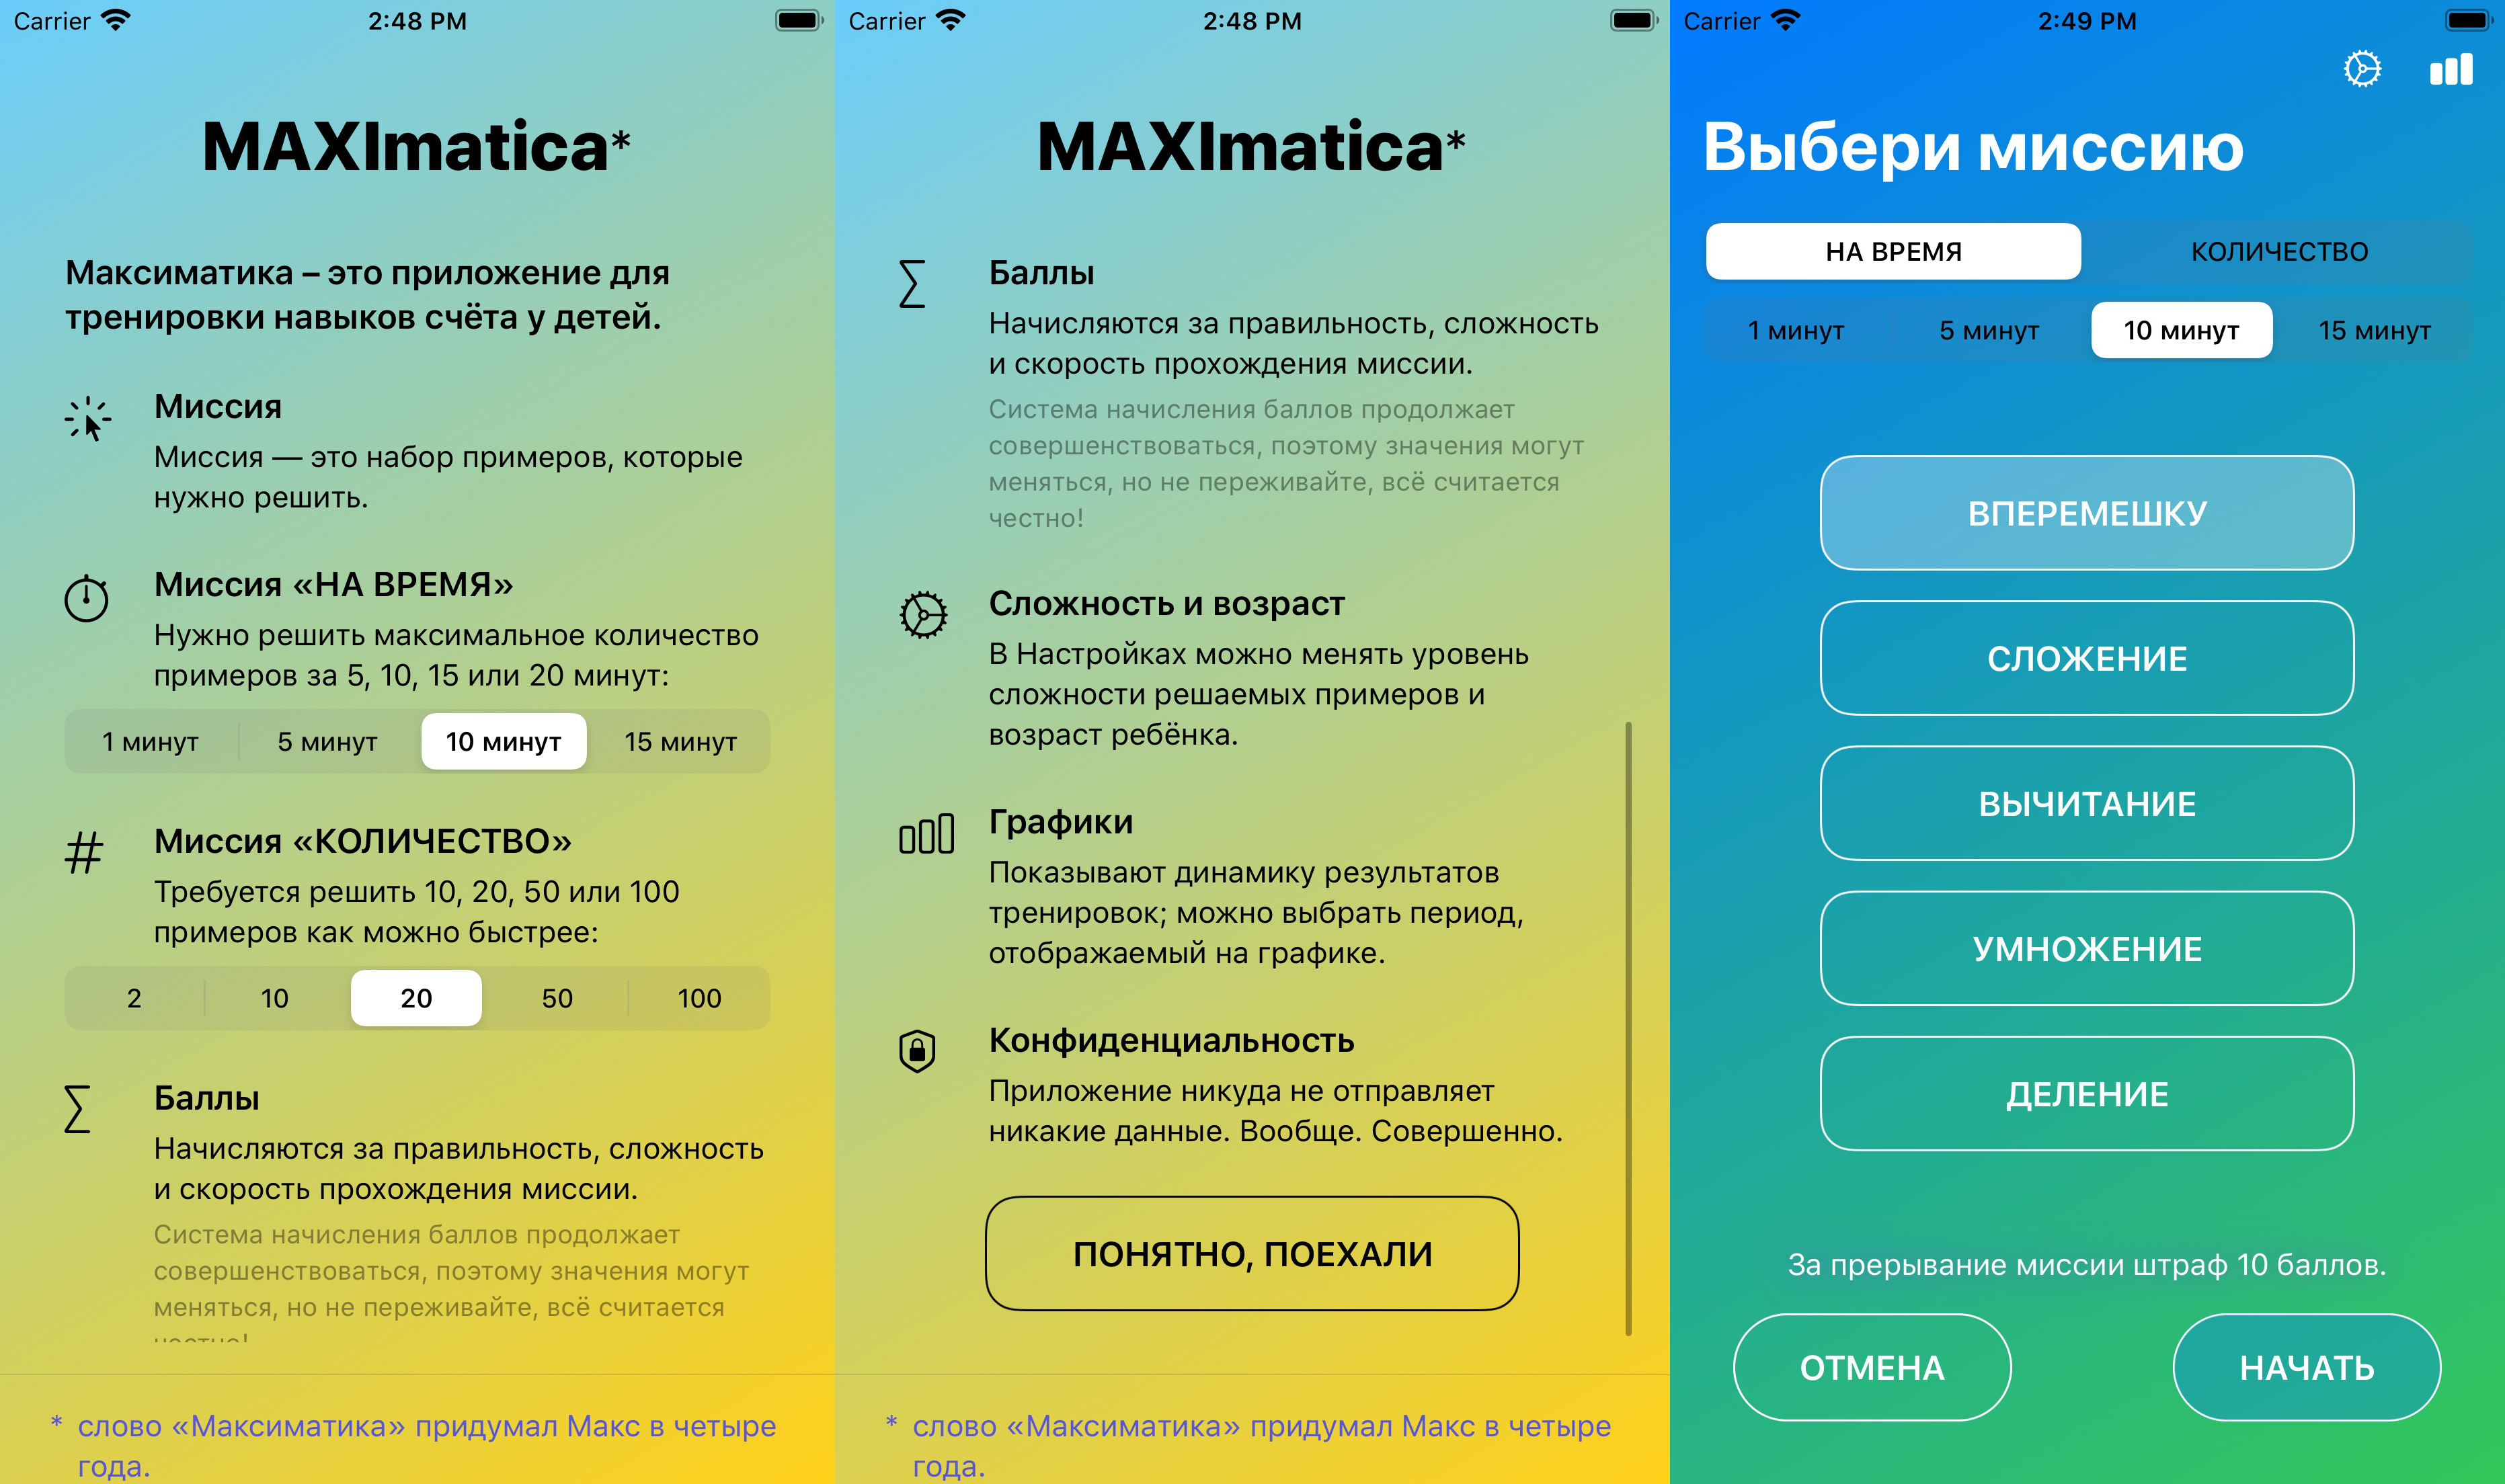 Carrier 2:48 PM
MAXImatica*
Максиматика – это приложение для
тренировки навыков счёта у детей.
Миссия
Миссия — это набор примеров, которые
нужно решить.
Миссия «НА ВРЕМЯ»
Нужно решить максимальное количество
примеров за 5, 10, 15 или 20 минут:
1 минут 5 минут 10 минут 15 минут
Миссия «КОЛИЧЕСТВО»
Требуется решить 10, 20, 50 или 100
примеров как можно быстрее:
2 10 20 50 100
Баллы
Начисляются за правильность, сложность
и скорость прохождения миссии.
Система начисления баллов продолжает
совершенствоваться, поэтому значения могут
меняться, но не переживайте, всё считается
честно!
* слово «Максиматика» придумал Макс в четыре
года.
Carrier 2:48 PM
MAXImatica*
Баллы
Начисляются за правильность, сложность
и скорость прохождения миссии.
Система начисления баллов продолжает
совершенствоваться, поэтому значения могут
меняться, но не переживайте, всё считается
честно!
Сложность и возраст
В Настройках можно менять уровень
сложности решаемых примеров и
возраст ребёнка.
Графики
Показывают динамику результатов
тренировок; можно выбрать период,
отображаемый на графике.
Конфиденциальность
Приложение никуда не отправляет
никакие данные. Вообще. Совершенно.
ПОНЯТНО, ПОЕХАЛИ
* слово «Максиматика» придумал Макс в четыре
года.
Carrier 2:49 PM
Выбери миссию
НА ВРЕМЯ КОЛИЧЕСТВО
1 минут 5 минут 10 минут 15 минут
ВПЕРЕМЕШКУ
СЛОЖЕНИЕ
ВЫЧИТАНИЕ
УМНОЖЕНИЕ
ДЕЛЕНИЕ
За прерывание миссии штраф 10 баллов.
ОТМЕНА НАЧАТЬ